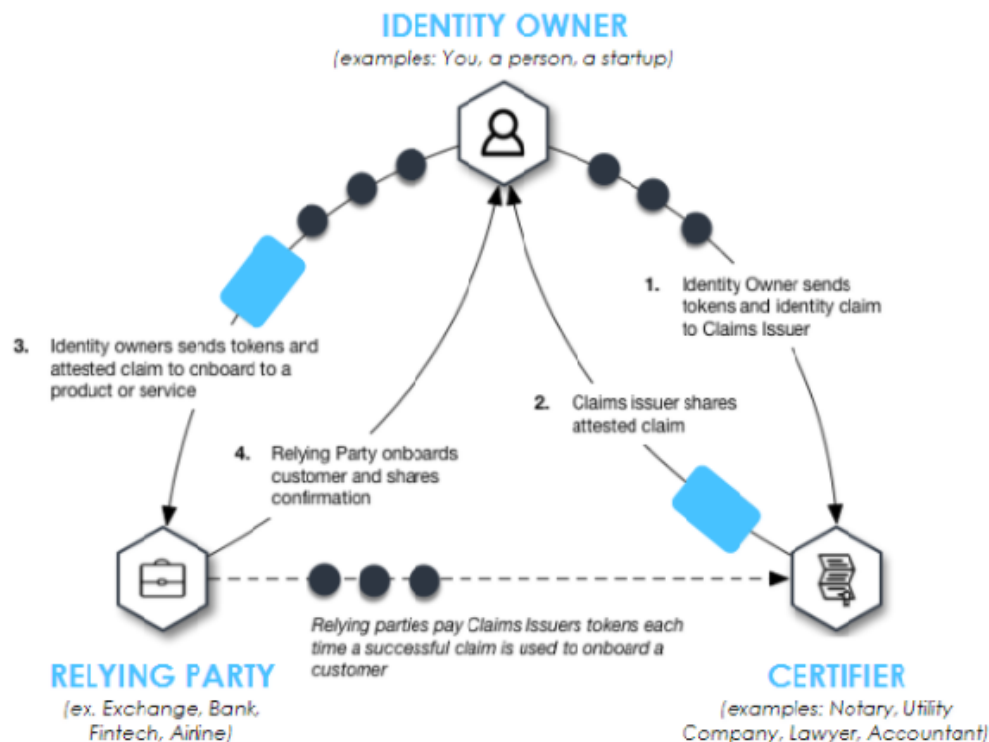 IDENTITY OWNER
(examples: You, a person, a startup)
1. Identity Owner sends
tokens and identity claim
to Claims Issuer
3. Identity owners sends tokens and
attested claim to onboard to a
product or service
2. Claims issuer shares
attested claim
4. Relying Party onboards
customer and shares
confirmation
Relying parties pay Claims Issuers tokens each
time a successful claim is used to onboard a
customer
RELYING PARTY
(ex. Exchange, Bank,
Fintech, Airline)
CERTIFIER
(examples: Notary, Utility
Company, Lawyer, Accountant)